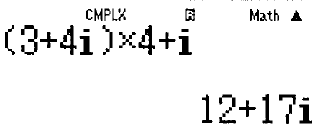 CMPLX R Math ▲
(3+4i)×4+i
12+17i